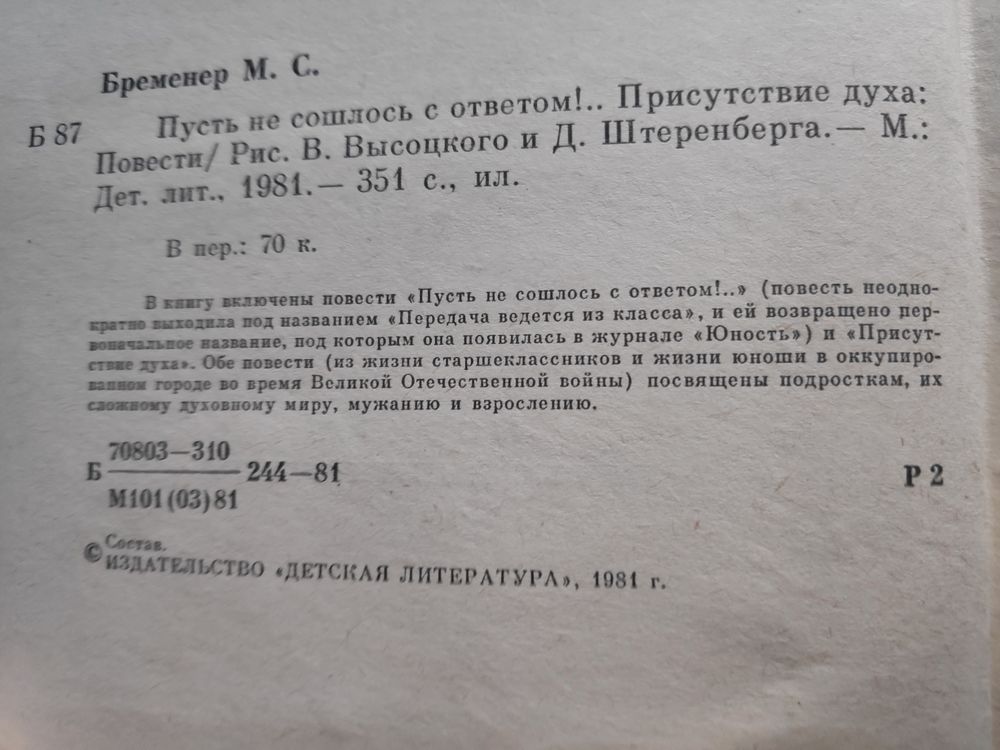 Бременер М. С.
Б 87 Пусть не сошлось с ответом!.. Присутствие духа:
Повести/ Рис. В. Высоцкого и Д. Штеренберга.— М.:
Дет. лит., 1981.— 351 с., ил.
В пер.: 70 к.
В книгу включены повести «Пусть не сошлось с ответом!..» (повесть неодно-
кратно выходила под названием «Передача ведется из класса», и ей возвращено пер-
воначальное название, под которым она появилась в журнале «Юность») и «Присут-
ствие духа». Обе повести (из жизни старшеклассников и жизни юноши в оккупиро-
ванном городе во время Великой Отечественной войны) посвящены подросткам, их
сложному духовному миру, мужанию и взрослению.
70803—310
Б 244—81
М101(03)81
Р 2
© Состав.
ИЗДАТЕЛЬСТВО «ДЕТСКАЯ ЛИТЕРАТУРА», 1981 г.